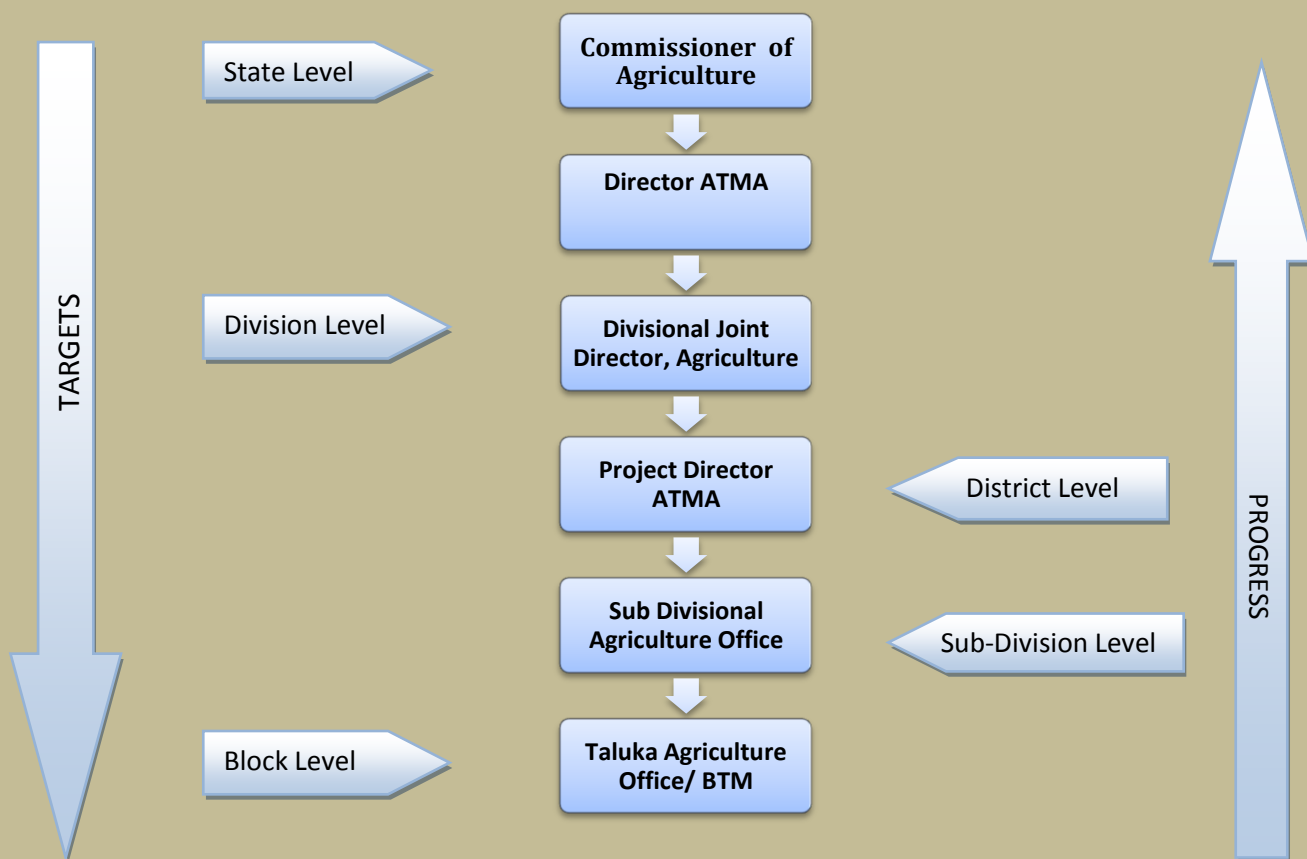 State Level
Commissioner of
Agriculture
Director ATMA
Division Level
Divisional Joint
Director, Agriculture
TARGETS
Project Director
ATMA
District Level
PROGRESS
Sub Divisional
Agriculture Office
Sub-Division Level
Block Level
Taluka Agriculture
Office/ BTM